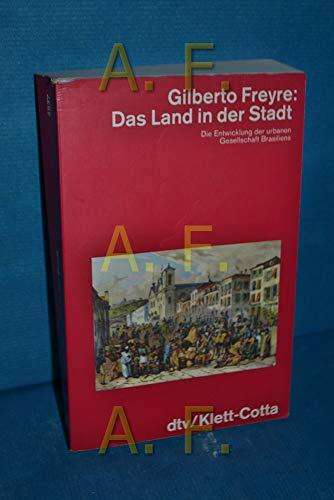 A. F.
Gilberto Freyre:
Das Land in der Stadt
Die Entwicklung der urbanen
Gesellschaft Brasiliens
A. F.
dtv/Klett-Cotta
A. F.